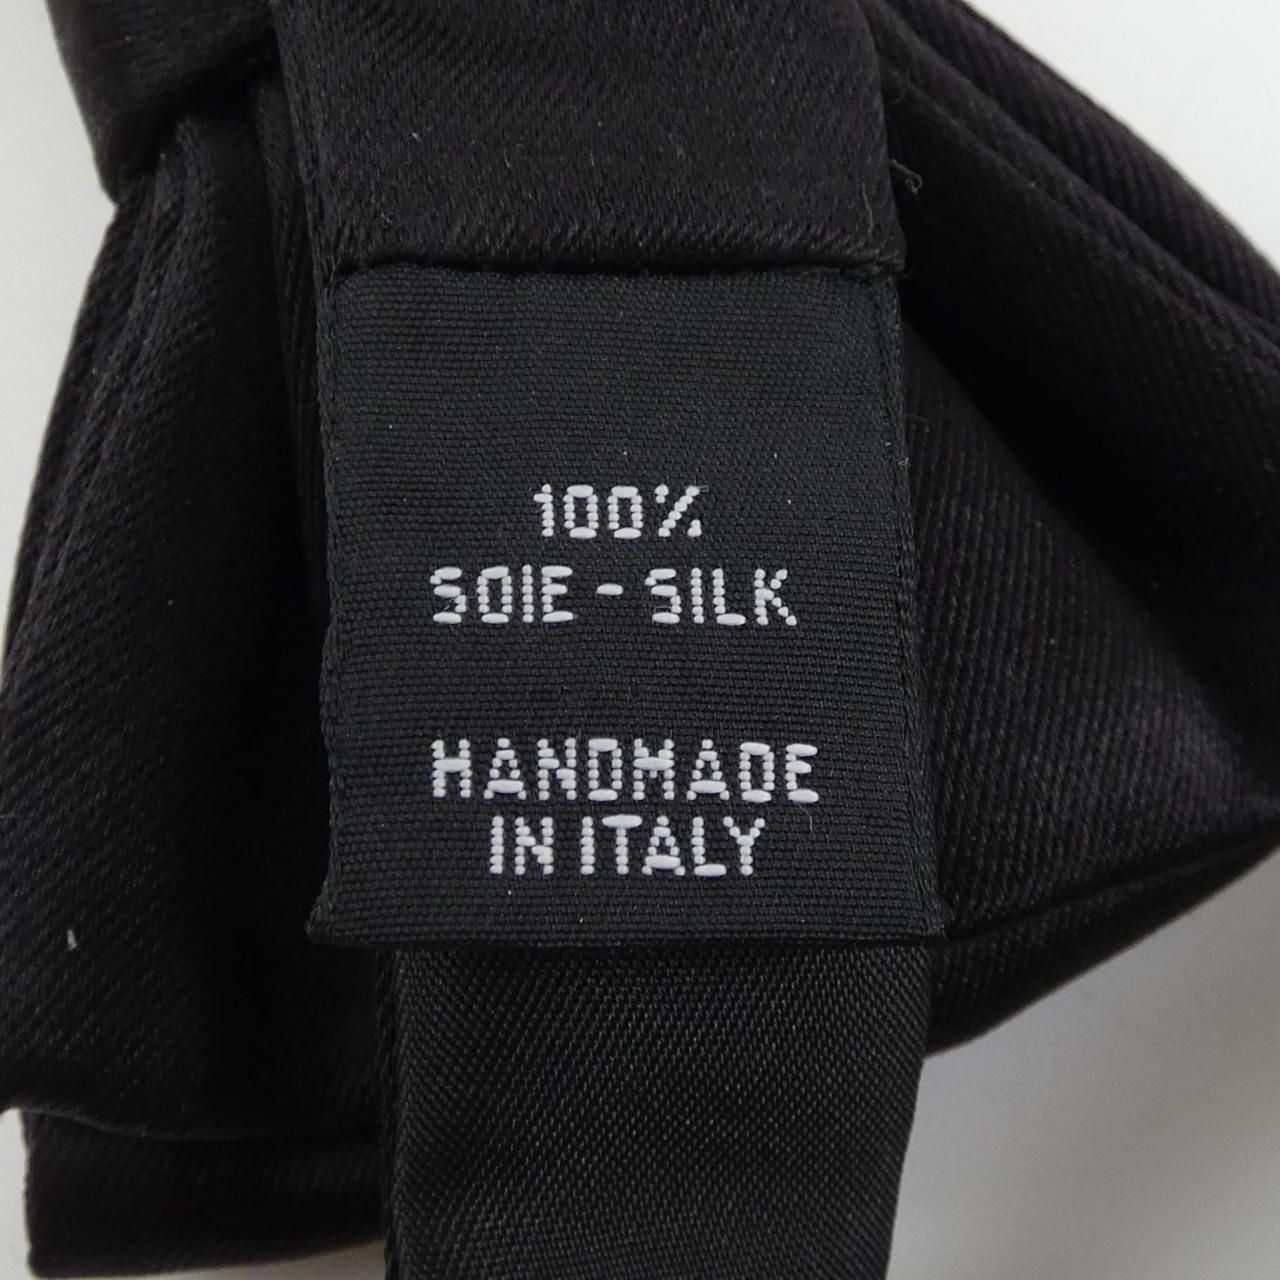 100%
SOIE - SILK
HANDMADE
IN ITALY